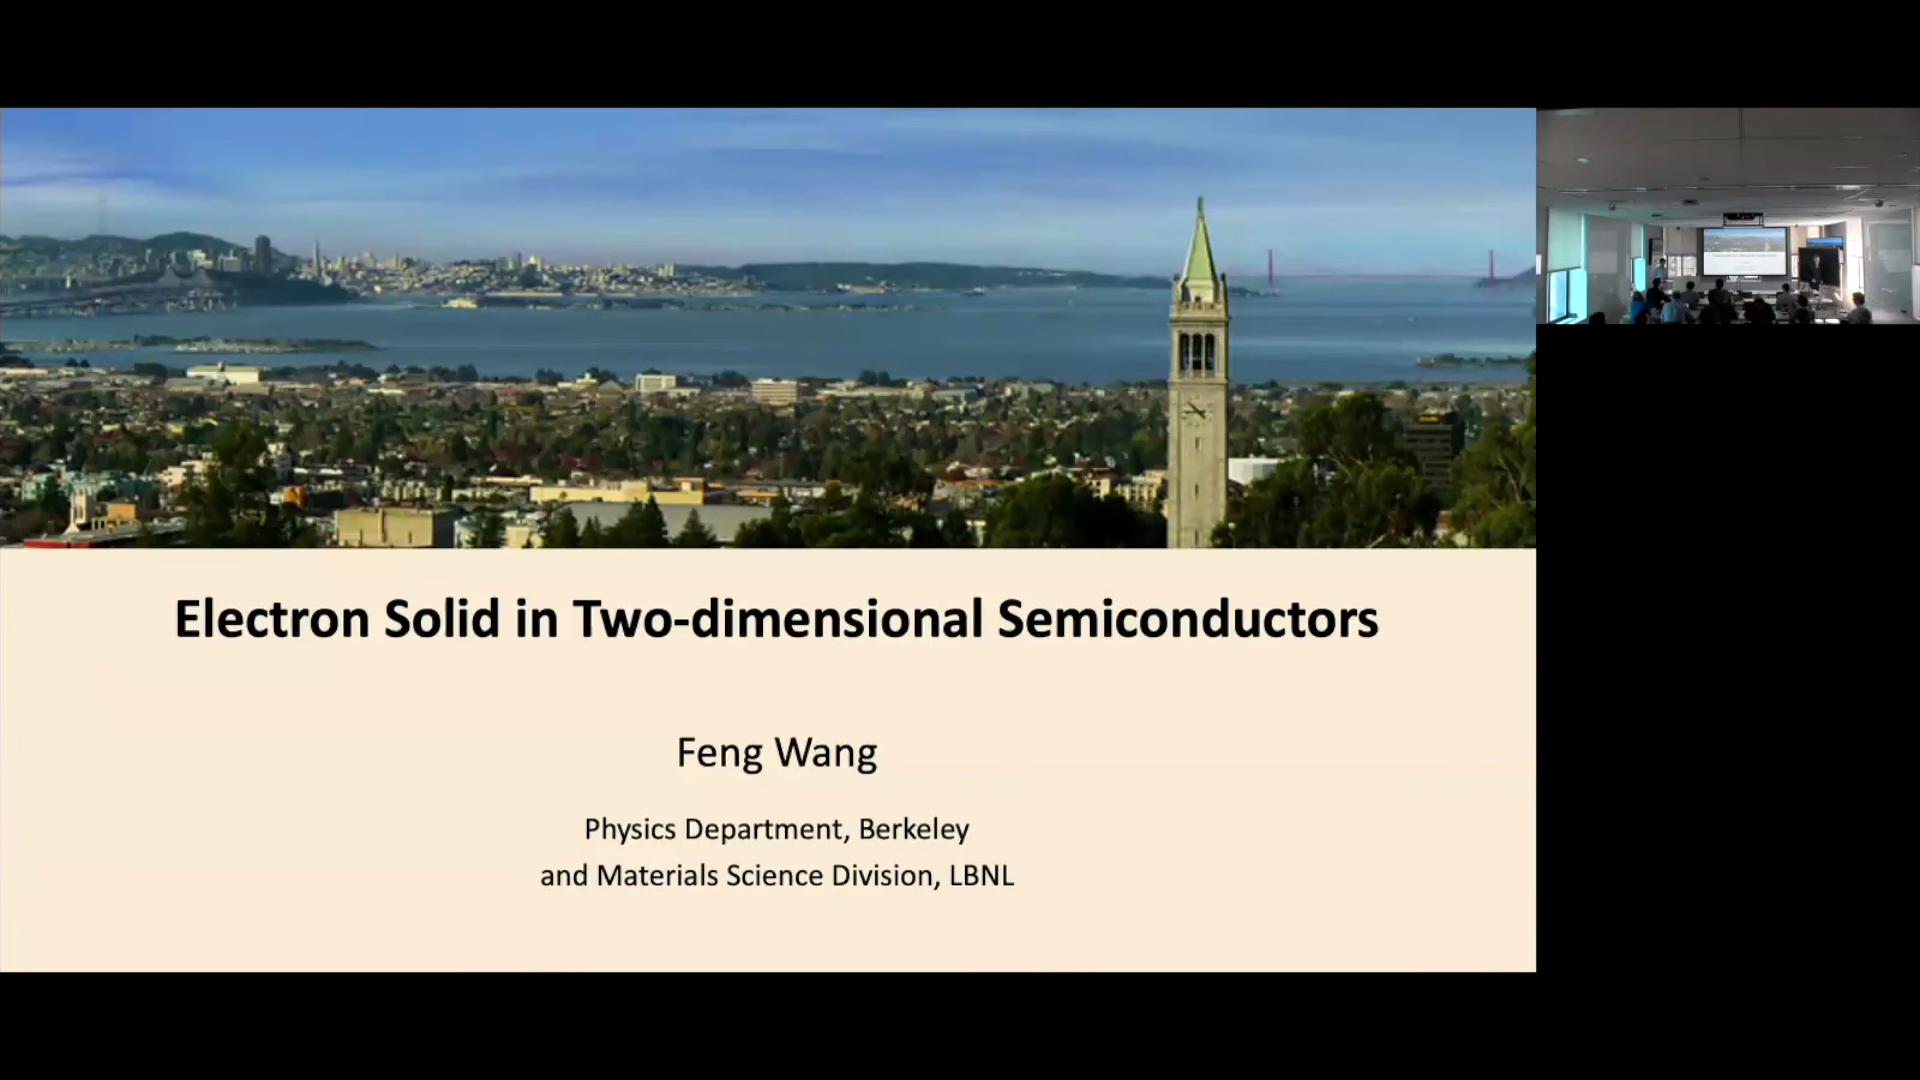 Electron Solid in Two-dimensional Semiconductors
Feng Wang
Physics Department, Berkeley
and Materials Science Division, LBNL